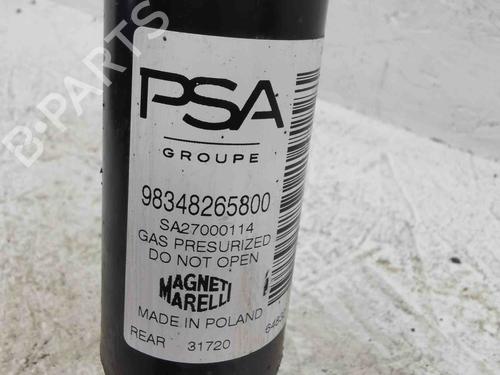 B-PARTS
PSA
GROUPE
98348265800
SA27000114
GAS PRESURIZED
DO NOT OPEN
MAGNETI
MARELLI
MADE IN POLAND
REAR 31720